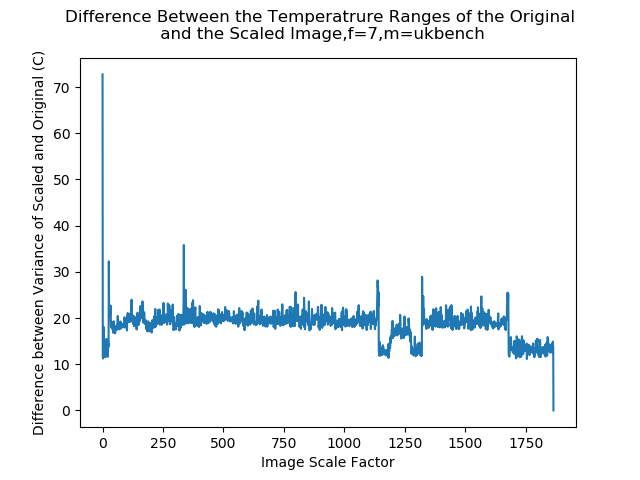 Difference Between the Temperatrure Ranges of the Original
and the Scaled Image,f=7,m=ukbench
Difference between Variance of Scaled and Original (C)
70
60
50
40
30
20
10
0
0 250 500 750 1000 1250 1500 1750
Image Scale Factor